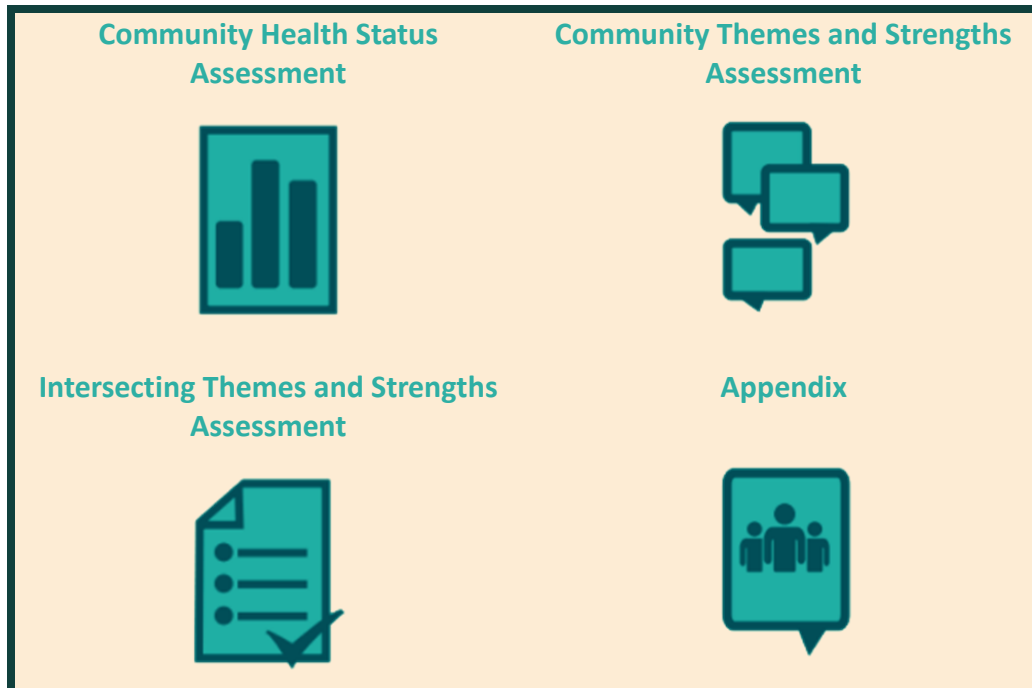 Community Health Status
Assessment
Community Themes and Strengths
Assessment
Intersecting Themes and Strengths
Assessment
Appendix